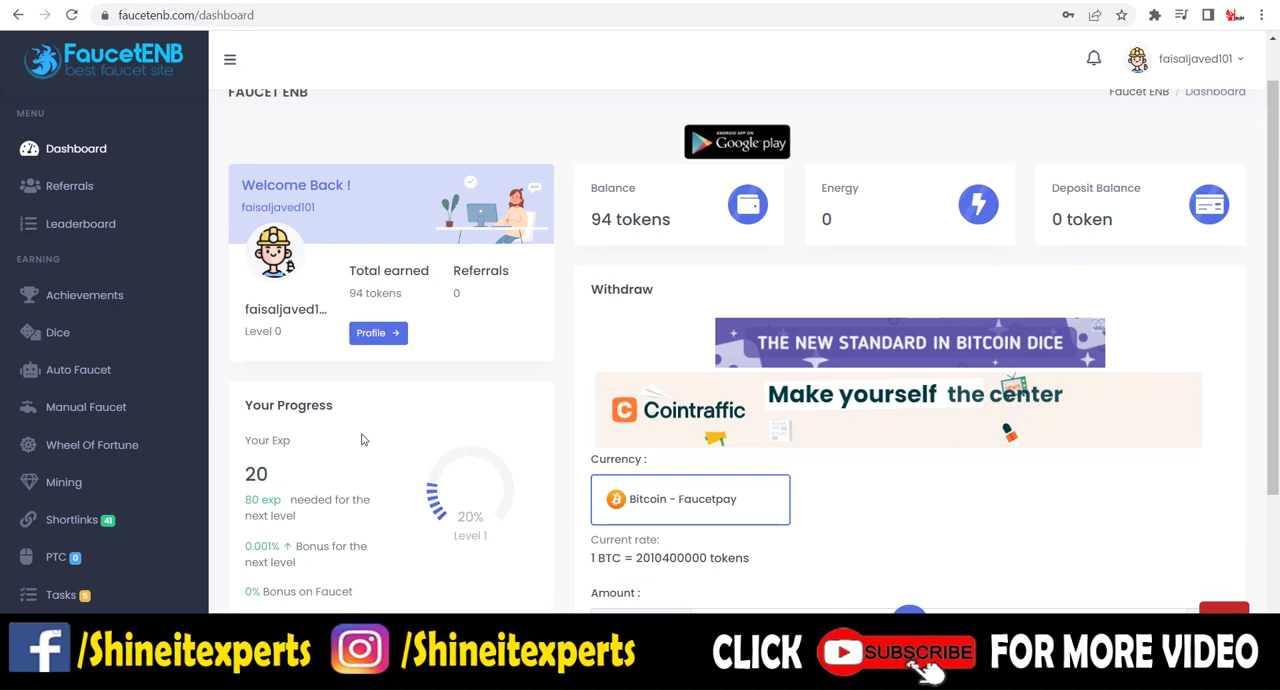 faucetenb.com/dashboard
FaucetENB
best faucet site
faisaljaved101
MENU
Dashboard
Referrals
Leaderboard
EARNING
Achievements
Dice
Auto Faucet
Manual Faucet
Wheel Of Fortune
Mining
Shortlinks 41
PTC 0
Tasks 5
FAUCET ENB
Faucet ENB / Dashboard
ANDROID APP ON
Google play
Welcome Back !
faisaljaved101
Total earned
94 tokens
Referrals
0
faisaljaved1...
Level 0
Profile →
Balance
94 tokens
Energy
0
Deposit Balance
0 token
Your Progress
Your Exp
20
80 exp needed for the
next level
0.001% ↑ Bonus for the
next level
0% Bonus on Faucet
20%
Level 1
Withdraw
THE NEW STANDARD IN BITCOIN DICE
Cointraffic
Make yourself the center
Currency :
Bitcoin - Faucetpay
Current rate:
1 BTC = 2010400000 tokens
Amount :
/Shineitexperts
/Shineitexperts
CLICK SUBSCRIBE FOR MORE VIDEO